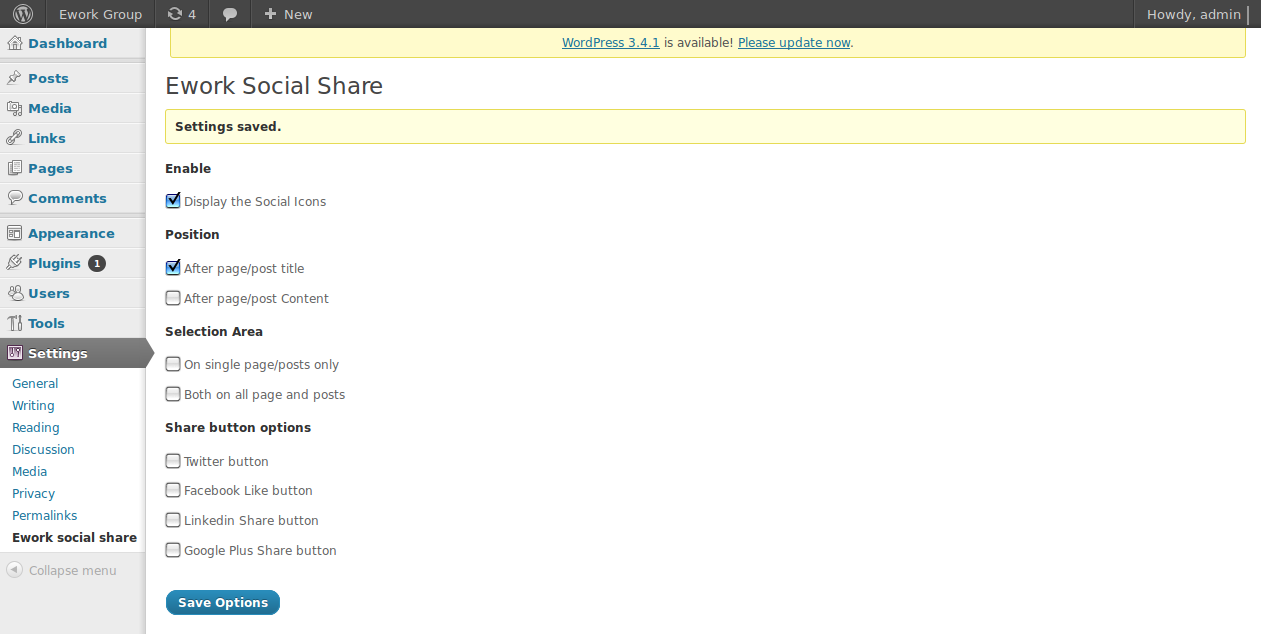 Ework Group 4 New Howdy, admin
WordPress 3.4.1 is available! Please update now.
Dashboard
Posts
Media
Links
Pages
Comments
Appearance
Plugins 1
Users
Tools
Settings
General
Writing
Reading
Discussion
Media
Privacy
Permalinks
Ework social share
Collapse menu
Ework Social Share
Settings saved.
Enable
Display the Social Icons
Position
After page/post title
After page/post Content
Selection Area
On single page/posts only
Both on all page and posts
Share button options
Twitter button
Facebook Like button
Linkedin Share button
Google Plus Share button
Save Options